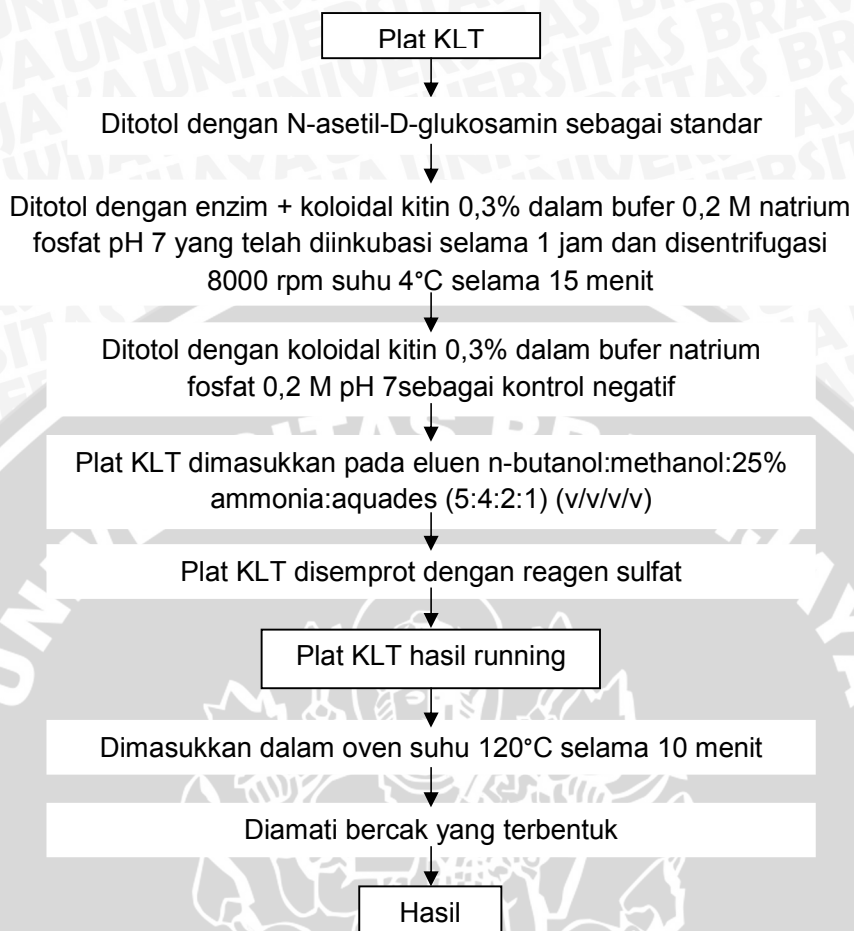 Plat KLT
Ditotol dengan N-asetil-D-glukosamin sebagai standar
Ditotol dengan enzim + koloidal kitin 0,3% dalam bufer 0,2 M natrium
fosfat pH 7 yang telah diinkubasi selama 1 jam dan disentrifugasi
8000 rpm suhu 4°C selama 15 menit
Ditotol dengan koloidal kitin 0,3% dalam bufer natrium
fosfat 0,2 M pH 7sebagai kontrol negatif
Plat KLT dimasukkan pada eluen n-butanol:methanol:25%
ammonia:aquades (5:4:2:1) (v/v/v/v)
Plat KLT disemprot dengan reagen sulfat
Plat KLT hasil running
Dimasukkan dalam oven suhu 120°C selama 10 menit
Diamati bercak yang terbentuk
Hasil